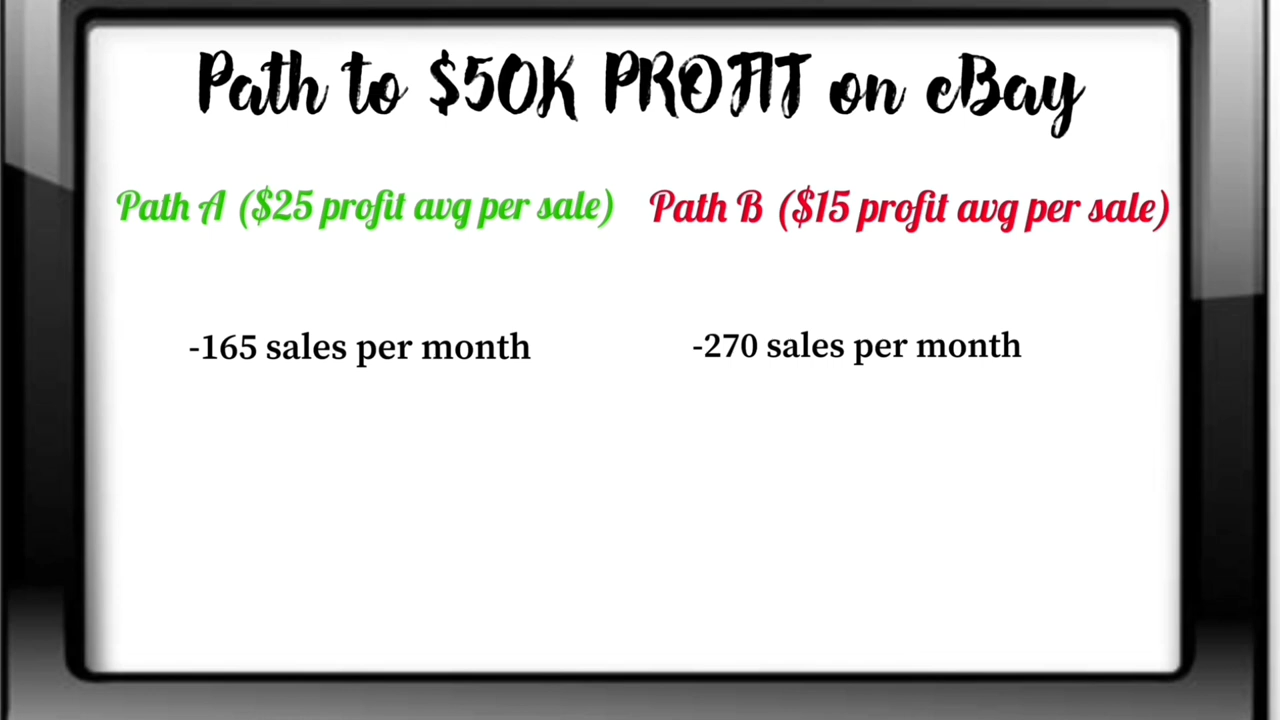 Path to $50K PROFIT on eBay
Path A ($25 profit avg per sale)
Path B ($15 profit avg per sale)
-165 sales per month
-270 sales per month